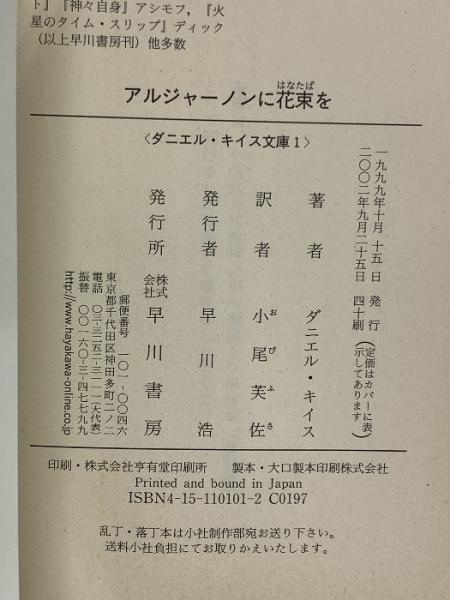 ト』『神々自身』アシモフ，『火
星のタイム・スリップ』ディック
（以上早川書房刊）他多数
はなたば
アルジャーノンに花束を
〈ダニエル・キイス文庫１〉
一九九九年十月 十五日 発 行
二〇〇二年九月二十五日 四十刷
（定価はカバーに表
示してあります）
著者 ダニエル・キイス
訳者 小尾芙佐
お び ふ さ
発行者 早川浩
発行所 株式会社 早川書房
郵便番号 一〇一-〇〇四六
東京都千代田区神田多町二ノ二
電話 〇三-三二五二-三一一一（大代表）
振替 〇〇一六〇-三-四七七九九
http://www.hayakawa-online.co.jp
印刷・株式会社亨有堂印刷所 製本・大口製本印刷株式会社
Printed and bound in Japan
ISBN4-15-110101-2 C0197
乱丁・落丁本は小社制作部宛お送り下さい。
送料小社負担にてお取りかえいたします。